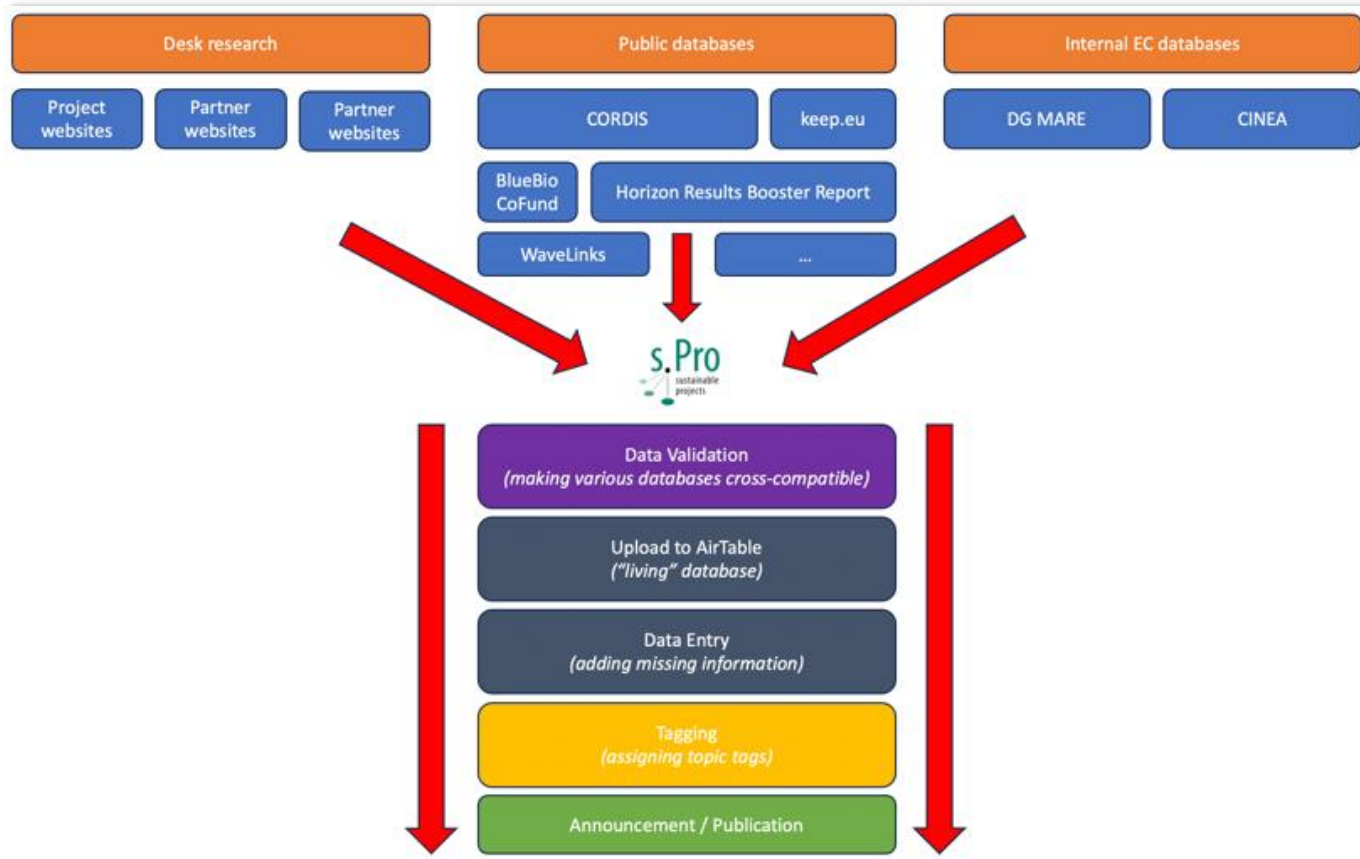 Desk research
Public databases
Internal EC databases
Project
websites
Partner
websites
Partner
websites
CORDIS
keep.eu
DG MARE
CINEA
BlueBio
CoFund
Horizon Results Booster Report
WaveLinks
...
s.Pro
sustainable
projects
Data Validation
(making various databases cross-compatible)
Upload to AirTable
(“living” database)
Data Entry
(adding missing information)
Tagging
(assigning topic tags)
Announcement / Publication